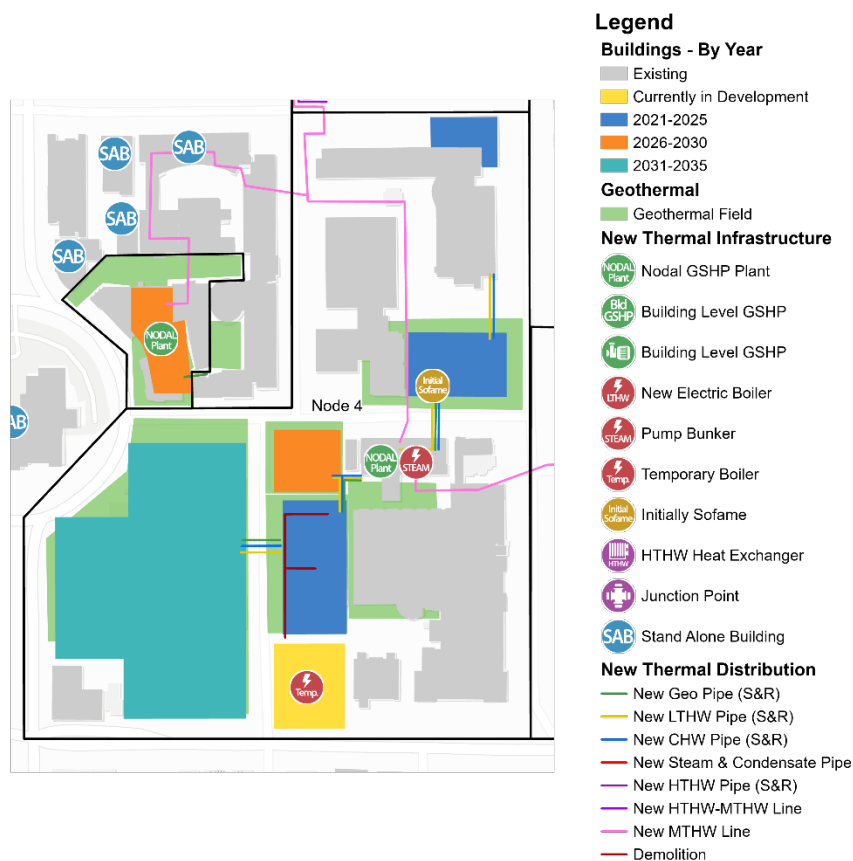 SAB
SAB
SAB
SAB
NODAL
Plant
AB
Initial
Sofame
Node 4
NODAL
Plant
STEAM
Temp.
Legend
Buildings - By Year
Existing
Currently in Development
2021-2025
2026-2030
2031-2035
Geothermal
Geothermal Field
New Thermal Infrastructure
NODAL
Plant
Nodal GSHP Plant
Bld
GSHP
Building Level GSHP
Building Level GSHP
LTHW
New Electric Boiler
STEAM
Pump Bunker
Temp.
Temporary Boiler
Initial
Sofame
Initially Sofame
HTHW
HTHW Heat Exchanger
Junction Point
SAB
Stand Alone Building
New Thermal Distribution
New Geo Pipe (S&R)
New LTHW Pipe (S&R)
New CHW Pipe (S&R)
New Steam & Condensate Pipe
New HTHW Pipe (S&R)
New HTHW-MTHW Line
New MTHW Line
Demolition